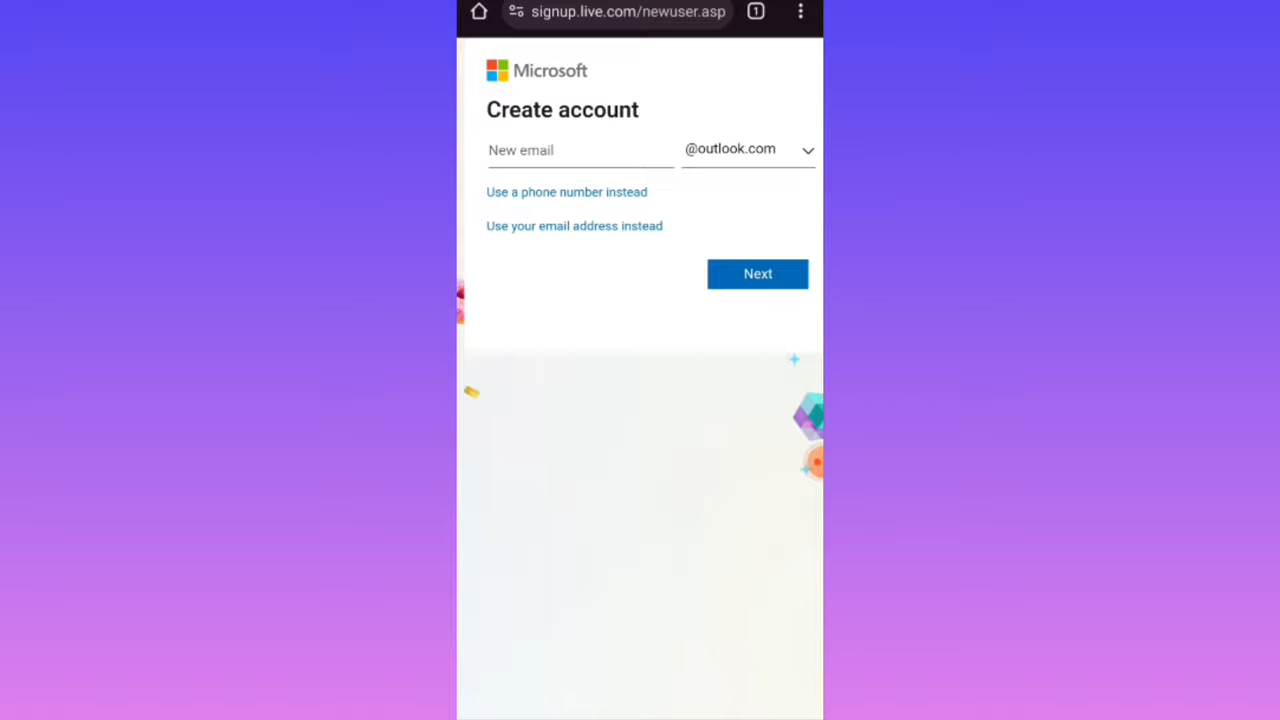 signup.live.com/newuser.asp 1
Microsoft
Create account
New email @outlook.com
Use a phone number instead
Use your email address instead
Next